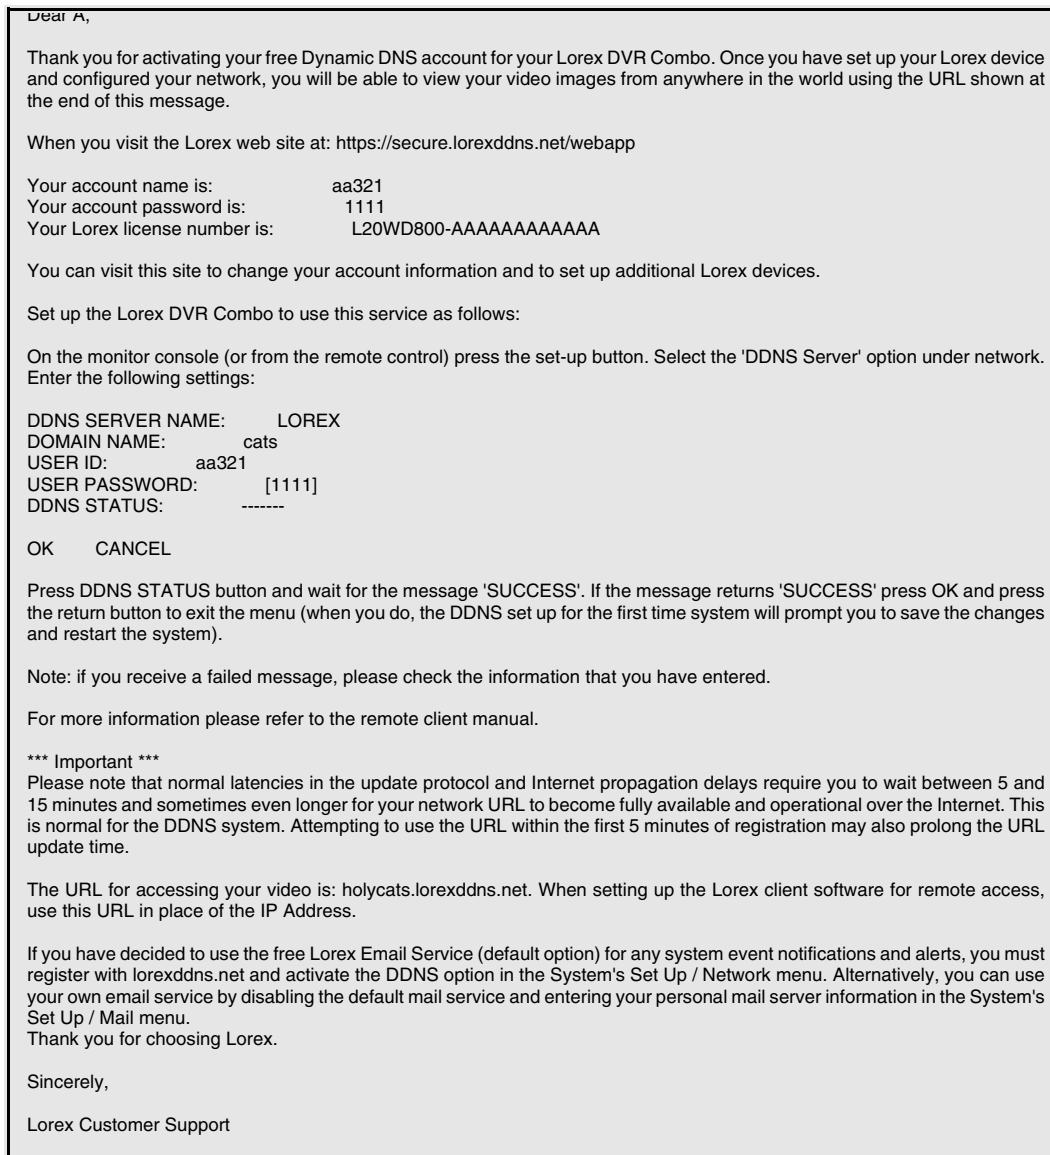 Dear A,
Thank you for activating your free Dynamic DNS account for your Lorex DVR Combo. Once you have set up your Lorex device
and configured your network, you will be able to view your video images from anywhere in the world using the URL shown at
the end of this message.
When you visit the Lorex web site at: https://secure.lorexddns.net/webapp
Your account name is: aa321
Your account password is: 1111
Your Lorex license number is: L20WD800-AAAAAAAAAAAA
You can visit this site to change your account information and to set up additional Lorex devices.
Set up the Lorex DVR Combo to use this service as follows:
On the monitor console (or from the remote control) press the set-up button. Select the 'DDNS Server' option under network.
Enter the following settings:
DDNS SERVER NAME: LOREX
DOMAIN NAME: cats
USER ID: aa321
USER PASSWORD: [1111]
DDNS STATUS: -------
OK CANCEL
Press DDNS STATUS button and wait for the message 'SUCCESS'. If the message returns 'SUCCESS' press OK and press
the return button to exit the menu (when you do, the DDNS set up for the first time system will prompt you to save the changes
and restart the system).
Note: if you receive a failed message, please check the information that you have entered.
For more information please refer to the remote client manual.
*** Important ***
Please note that normal latencies in the update protocol and Internet propagation delays require you to wait between 5 and
15 minutes and sometimes even longer for your network URL to become fully available and operational over the Internet. This
is normal for the DDNS system. Attempting to use the URL within the first 5 minutes of registration may also prolong the URL
update time.
The URL for accessing your video is: holycats.lorexddns.net. When setting up the Lorex client software for remote access,
use this URL in place of the IP Address.
If you have decided to use the free Lorex Email Service (default option) for any system event notifications and alerts, you must
register with lorexddns.net and activate the DDNS option in the System's Set Up / Network menu. Alternatively, you can use
your own email service by disabling the default mail service and entering your personal mail server information in the System's
Set Up / Mail menu.
Thank you for choosing Lorex.
Sincerely,
Lorex Customer Support